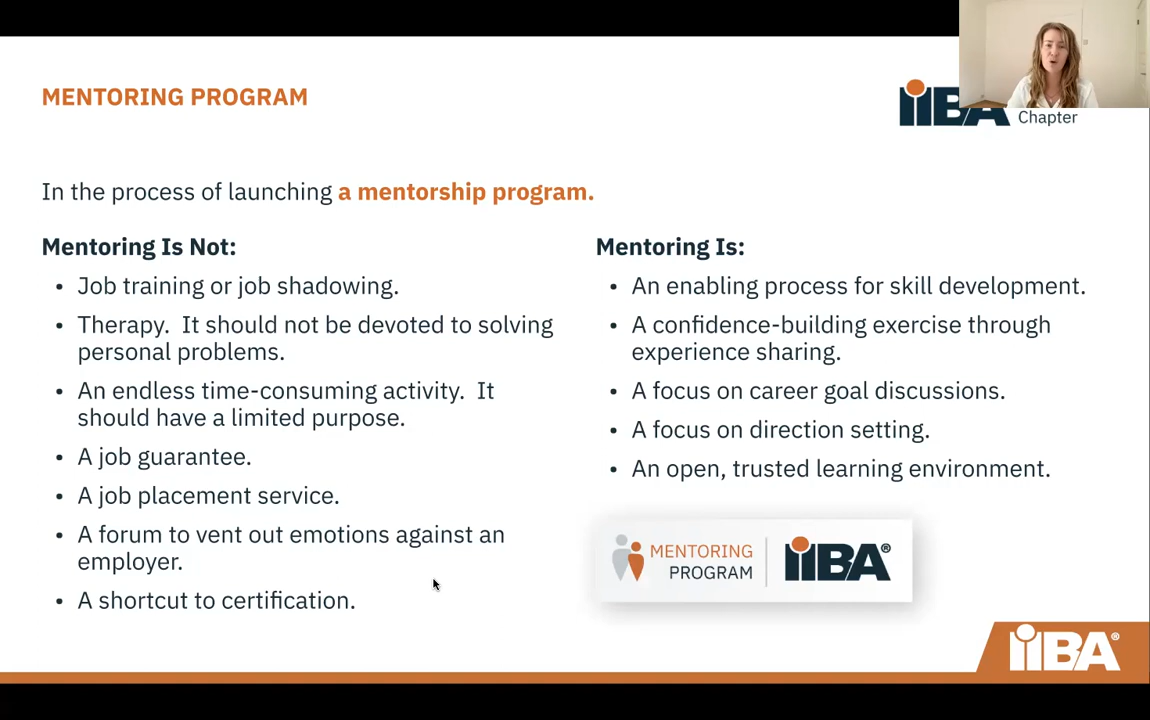 MENTORING PROGRAM
iiBA
Chapter
In the process of launching a mentorship program.
Mentoring Is Not:
• Job training or job shadowing.
• Therapy. It should not be devoted to solving
personal problems.
• An endless time-consuming activity. It
should have a limited purpose.
• A job guarantee.
• A job placement service.
• A forum to vent out emotions against an
employer.
• A shortcut to certification.
Mentoring Is:
• An enabling process for skill development.
• A confidence-building exercise through
experience sharing.
• A focus on career goal discussions.
• A focus on direction setting.
• An open, trusted learning environment.
MENTORING
PROGRAM
iiBA®
iiBA®